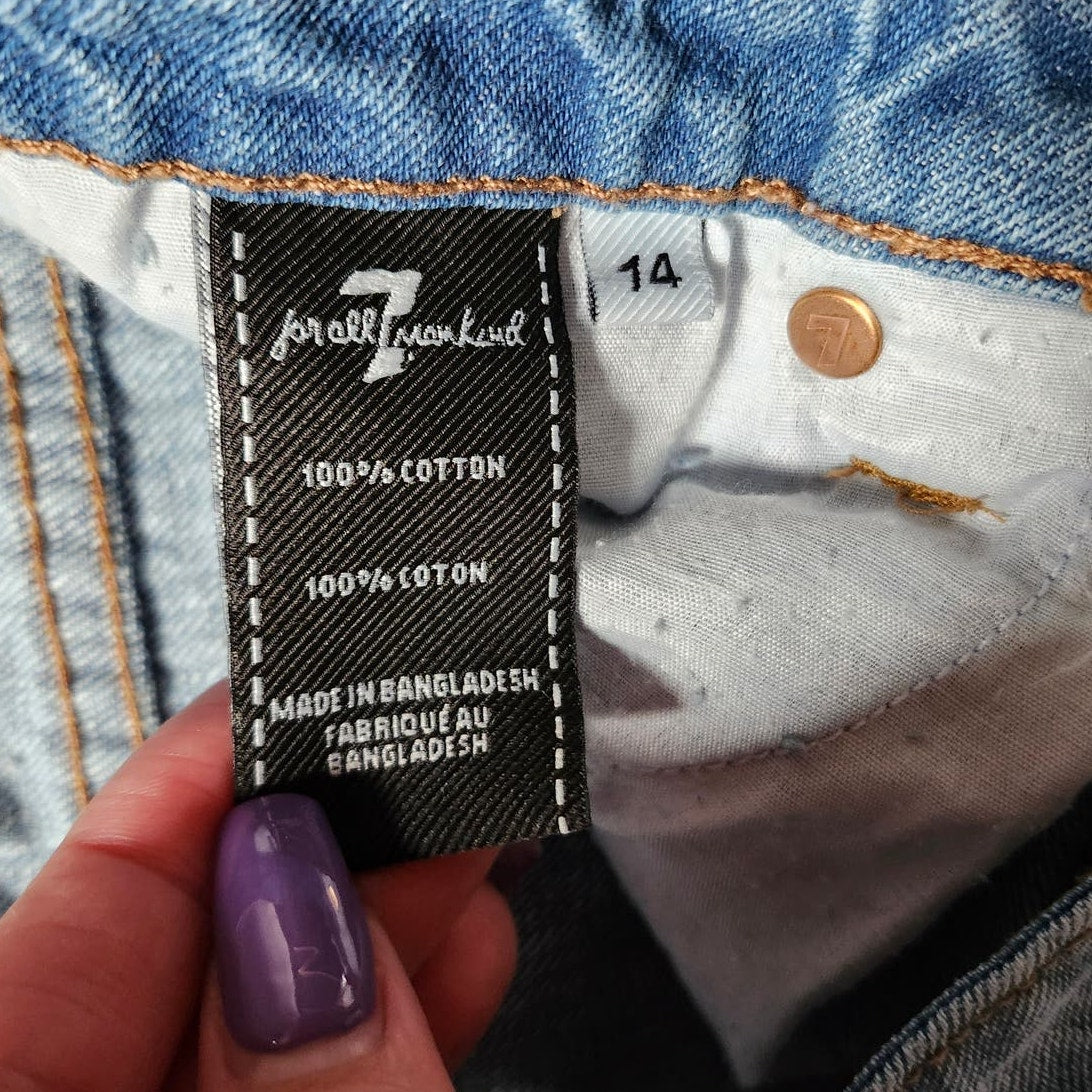 for all 7 mankind
14
7
100% COTTON
100% COTON
MADE IN BANGLADESH
FABRIQUÉ AU
BANGLADESH